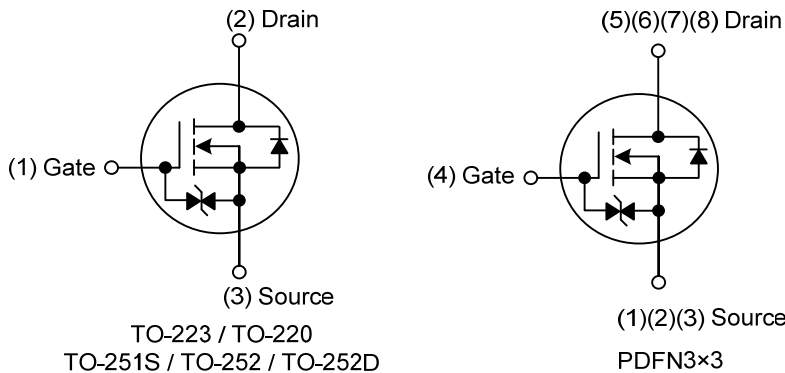 (2) Drain
(1) Gate
(3) Source
TO-223 / TO-220
TO-251S / TO-252 / TO-252D
(5)(6)(7)(8) Drain
(4) Gate
(1)(2)(3) Source
PDFN3×3